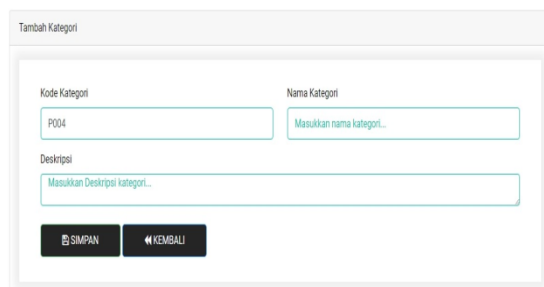 Tambah Kategori
Kode Kategori
Nama Kategori
P004
Masukkan nama kategori...
Deskripsi
Masukkan Deskripsi kategori...
SIMPAN
KEMBALI